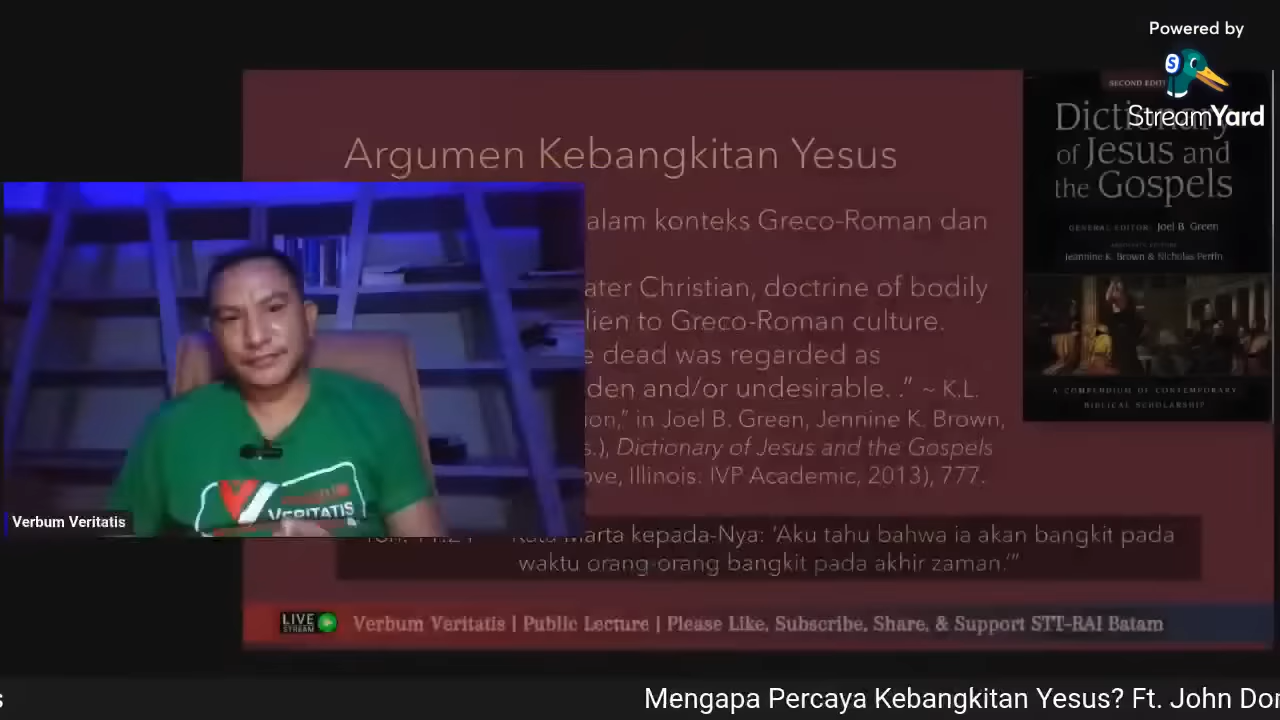 Powered by
StreamYard
SECOND EDIT
Dictionary
of Jesus and
the Gospels
GENERAL EDITOR: Joel B. Green
Jeannine K. Brown & Nicholas Perrin
A COMPENDIUM OF CONTEMPORARY
BIBLICAL SCHOLARSHIP
Argumen Kebangkitan Yesus
alam konteks Greco-Roman dan
ater Christian, doctrine of bodily
lien to Greco-Roman culture.
e dead was regarded as
den and/or undesirable. .” ~ K.L.
ion,” in Joel B. Green, Jennine K. Brown,
s.), Dictionary of Jesus and the Gospels
ove, Illinois: IVP Academic, 2013), 777.
VERITATIS
Verbum Veritatis
Kata Marta kepada-Nya: ‘Aku tahu bahwa ia akan bangkit pada
waktu orang-orang bangkit pada akhir zaman.’”
LIVE
STREAM
Verbum Veritatis | Public Lecture | Please Like, Subscribe, Share, & Support STT-RAI Batam
s
Mengapa Percaya Kebangkitan Yesus? Ft. John Dor